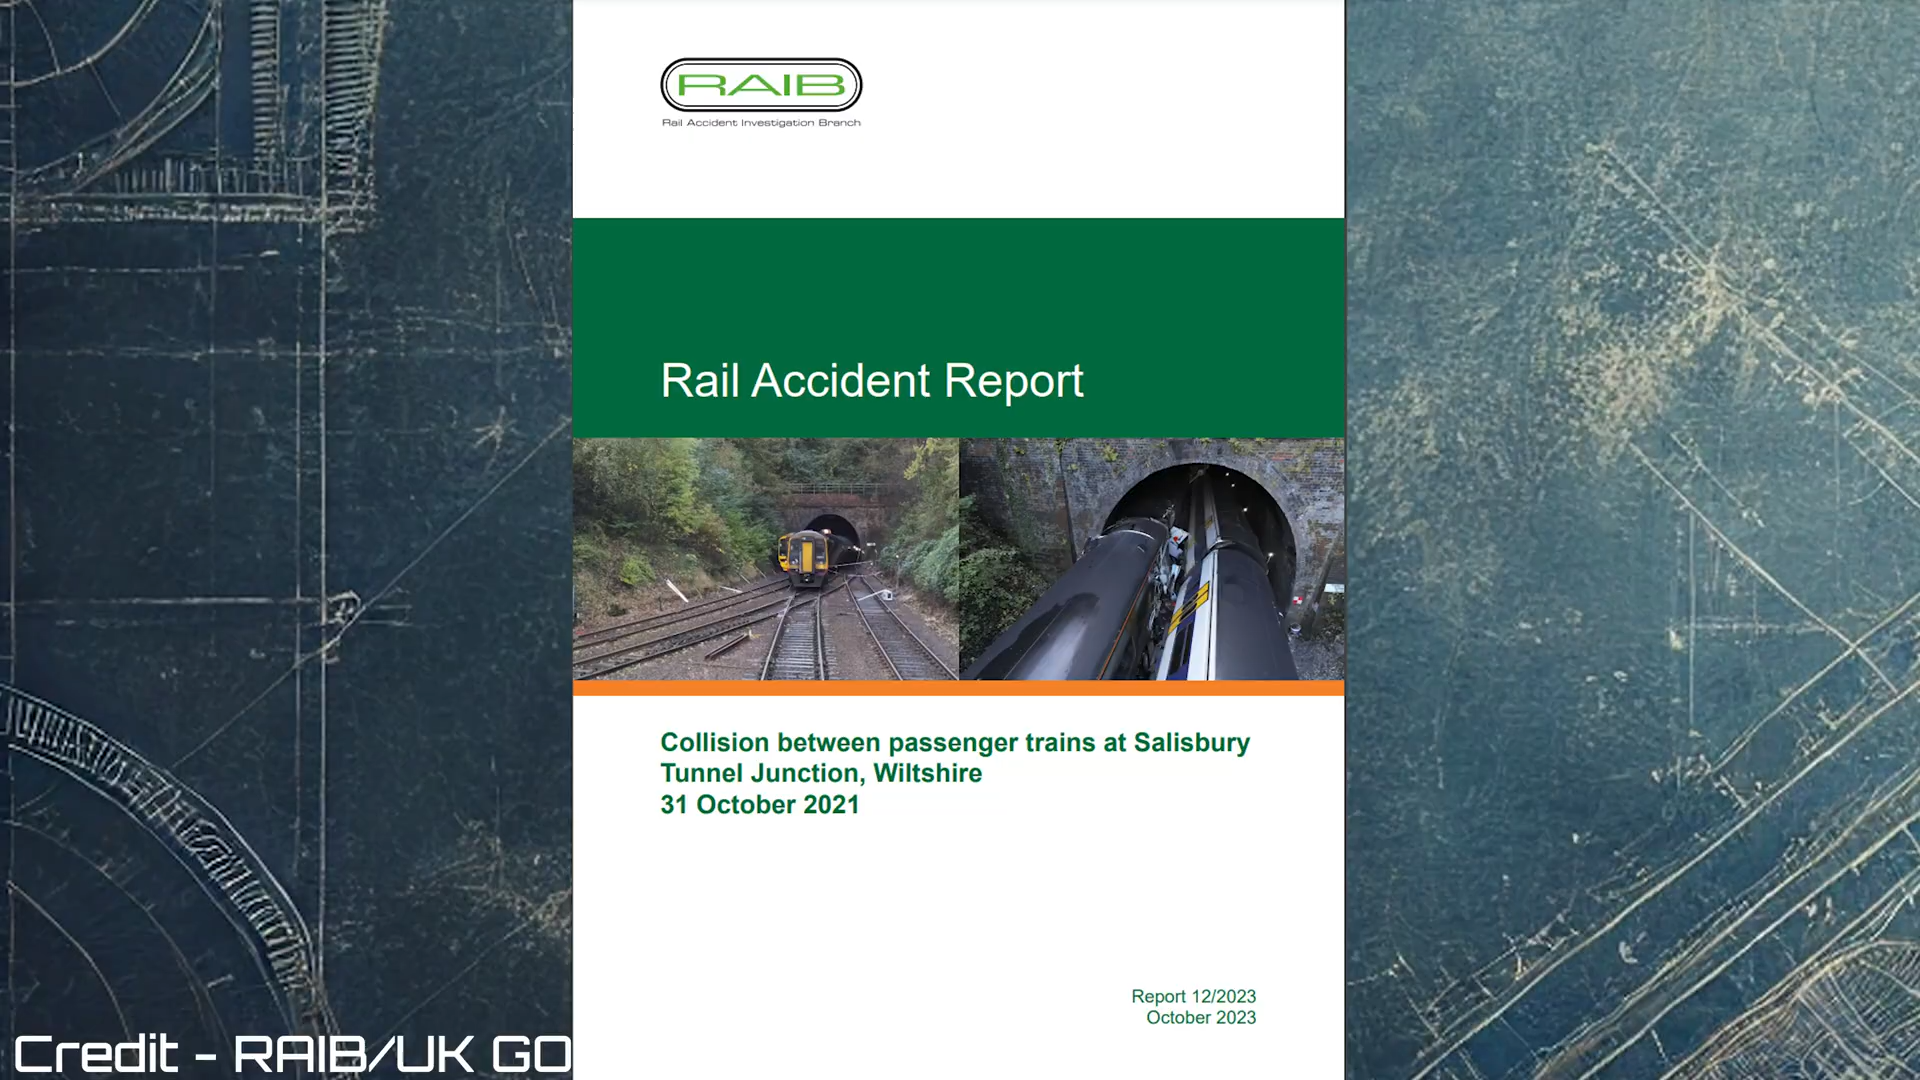 RAIB
Rail Accident Investigation Branch
Rail Accident Report
Collision between passenger trains at Salisbury
Tunnel Junction, Wiltshire
31 October 2021
Report 12/2023
October 2023
Credit - RAIB/UK GO